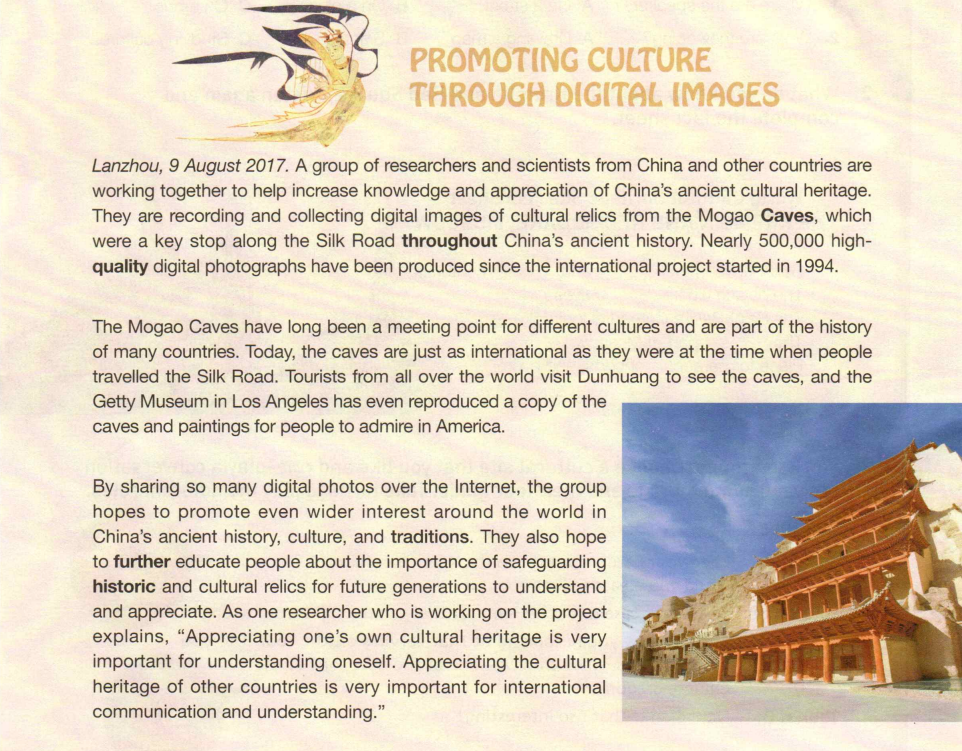 PROMOTING CULTURE
THROUGH DIGITAL IMAGES
Lanzhou, 9 August 2017. A group of researchers and scientists from China and other countries are
working together to help increase knowledge and appreciation of China's ancient cultural heritage.
They are recording and collecting digital images of cultural relics from the Mogao Caves, which
were a key stop along the Silk Road throughout China's ancient history. Nearly 500,000 high-
quality digital photographs have been produced since the international project started in 1994.
The Mogao Caves have long been a meeting point for different cultures and are part of the history
of many countries. Today, the caves are just as international as they were at the time when people
travelled the Silk Road. Tourists from all over the world visit Dunhuang to see the caves, and the
Getty Museum in Los Angeles has even reproduced a copy of the
caves and paintings for people to admire in America.
By sharing so many digital photos over the Internet, the group
hopes to promote even wider interest around the world in
China's ancient history, culture, and traditions. They also hope
to further educate people about the importance of safeguarding
historic and cultural relics for future generations to understand
and appreciate. As one researcher who is working on the project
explains, “Appreciating one's own cultural heritage is very
important for understanding oneself. Appreciating the cultural
heritage of other countries is very important for international
communication and understanding.”